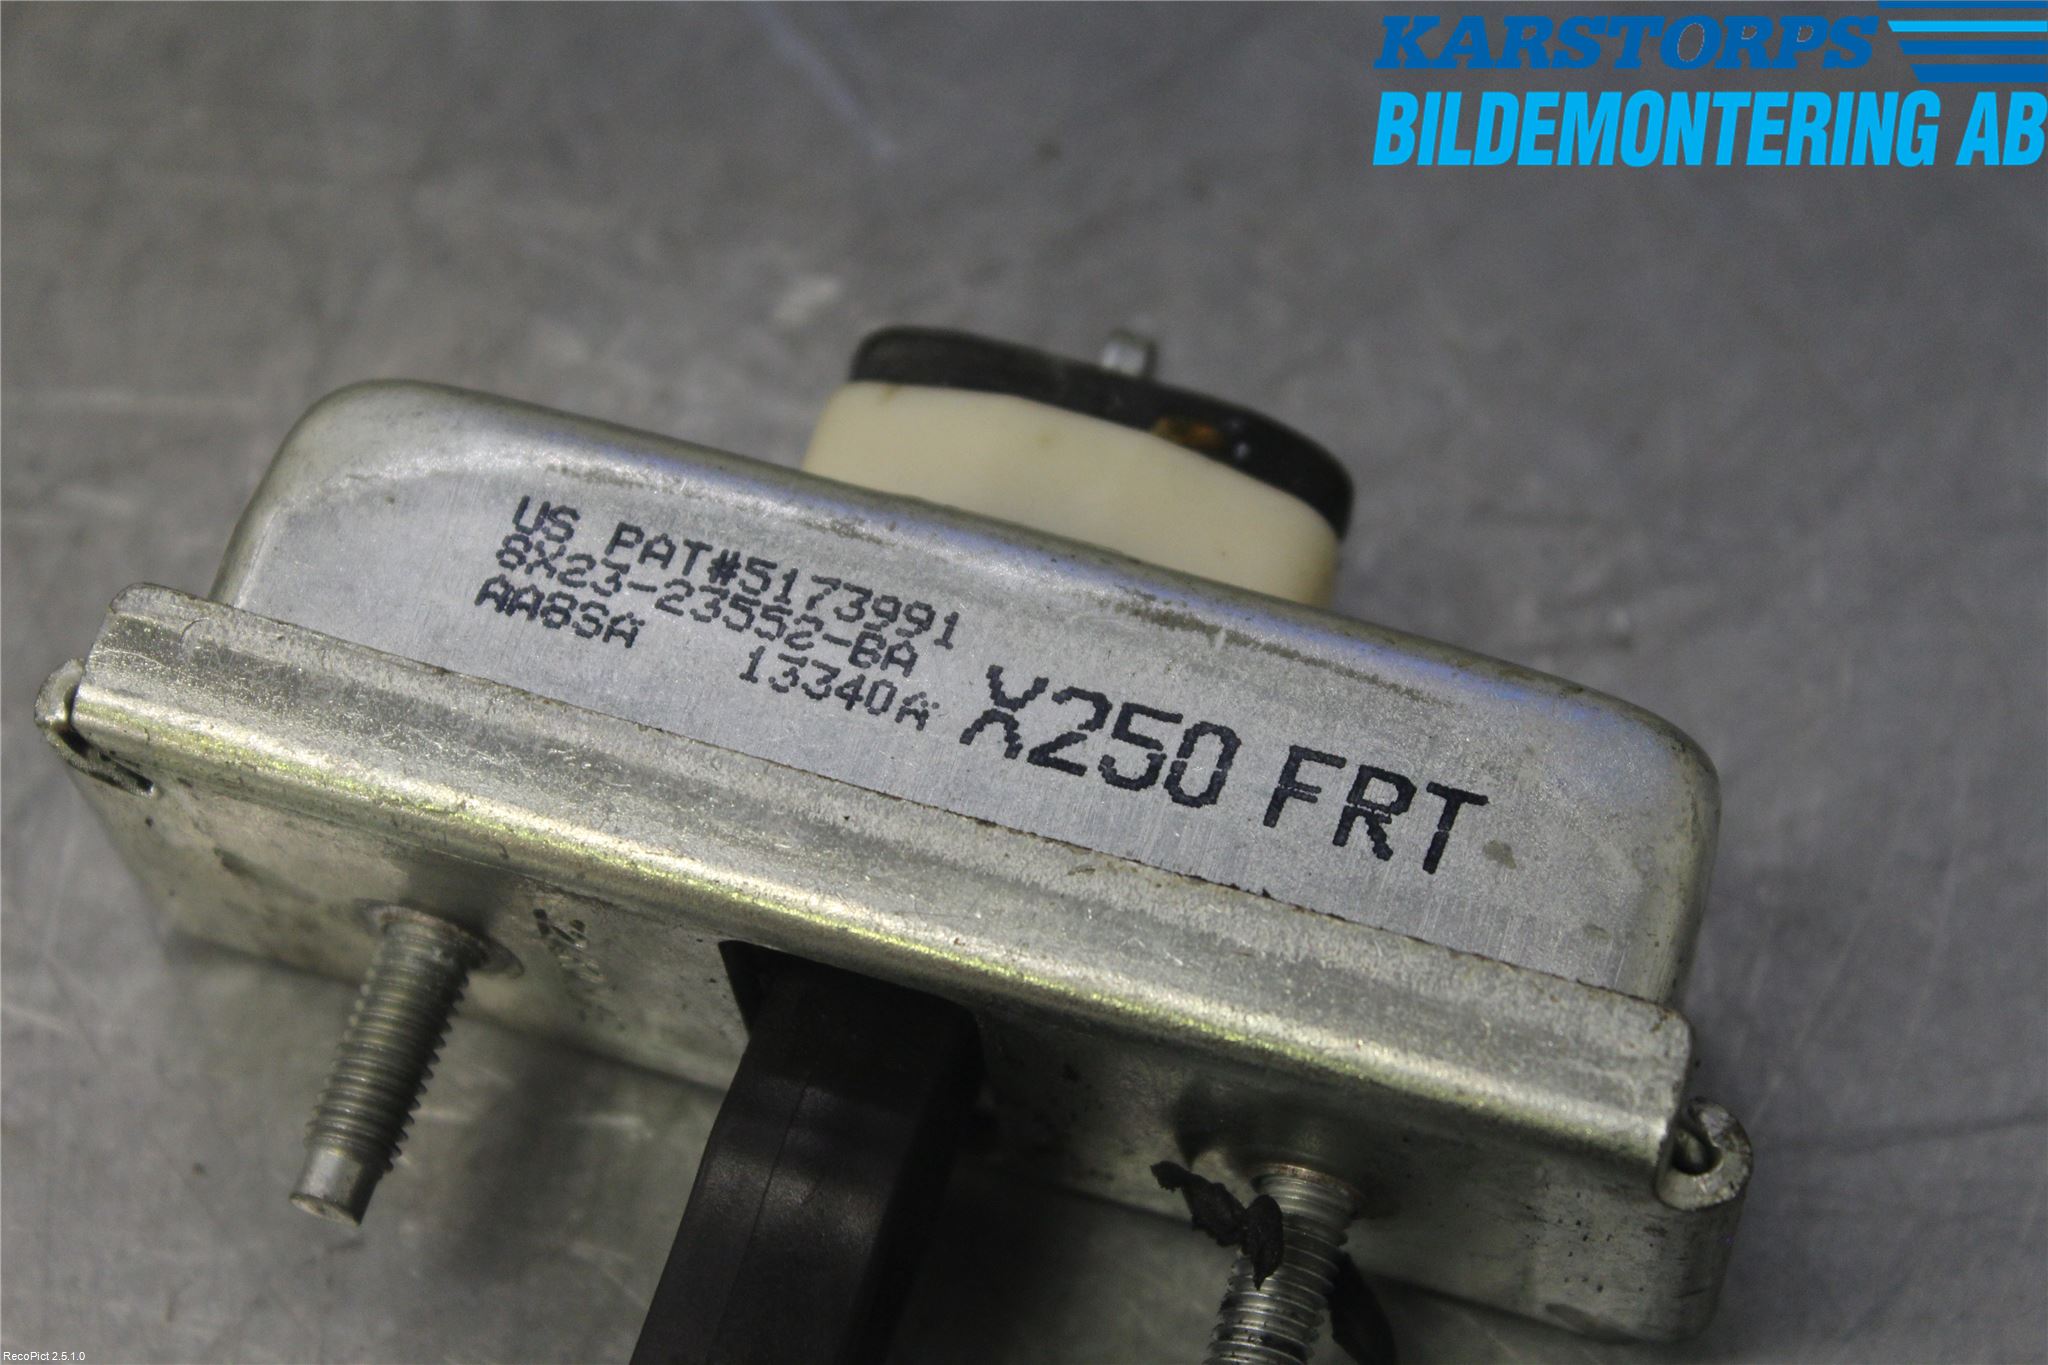 KARSTORPS
BILDEMONTERING AB
US PAT#5173991
8X23-23552-BA
AA8SA 13340A X250 FRT
RecoPict 2.5.1.0